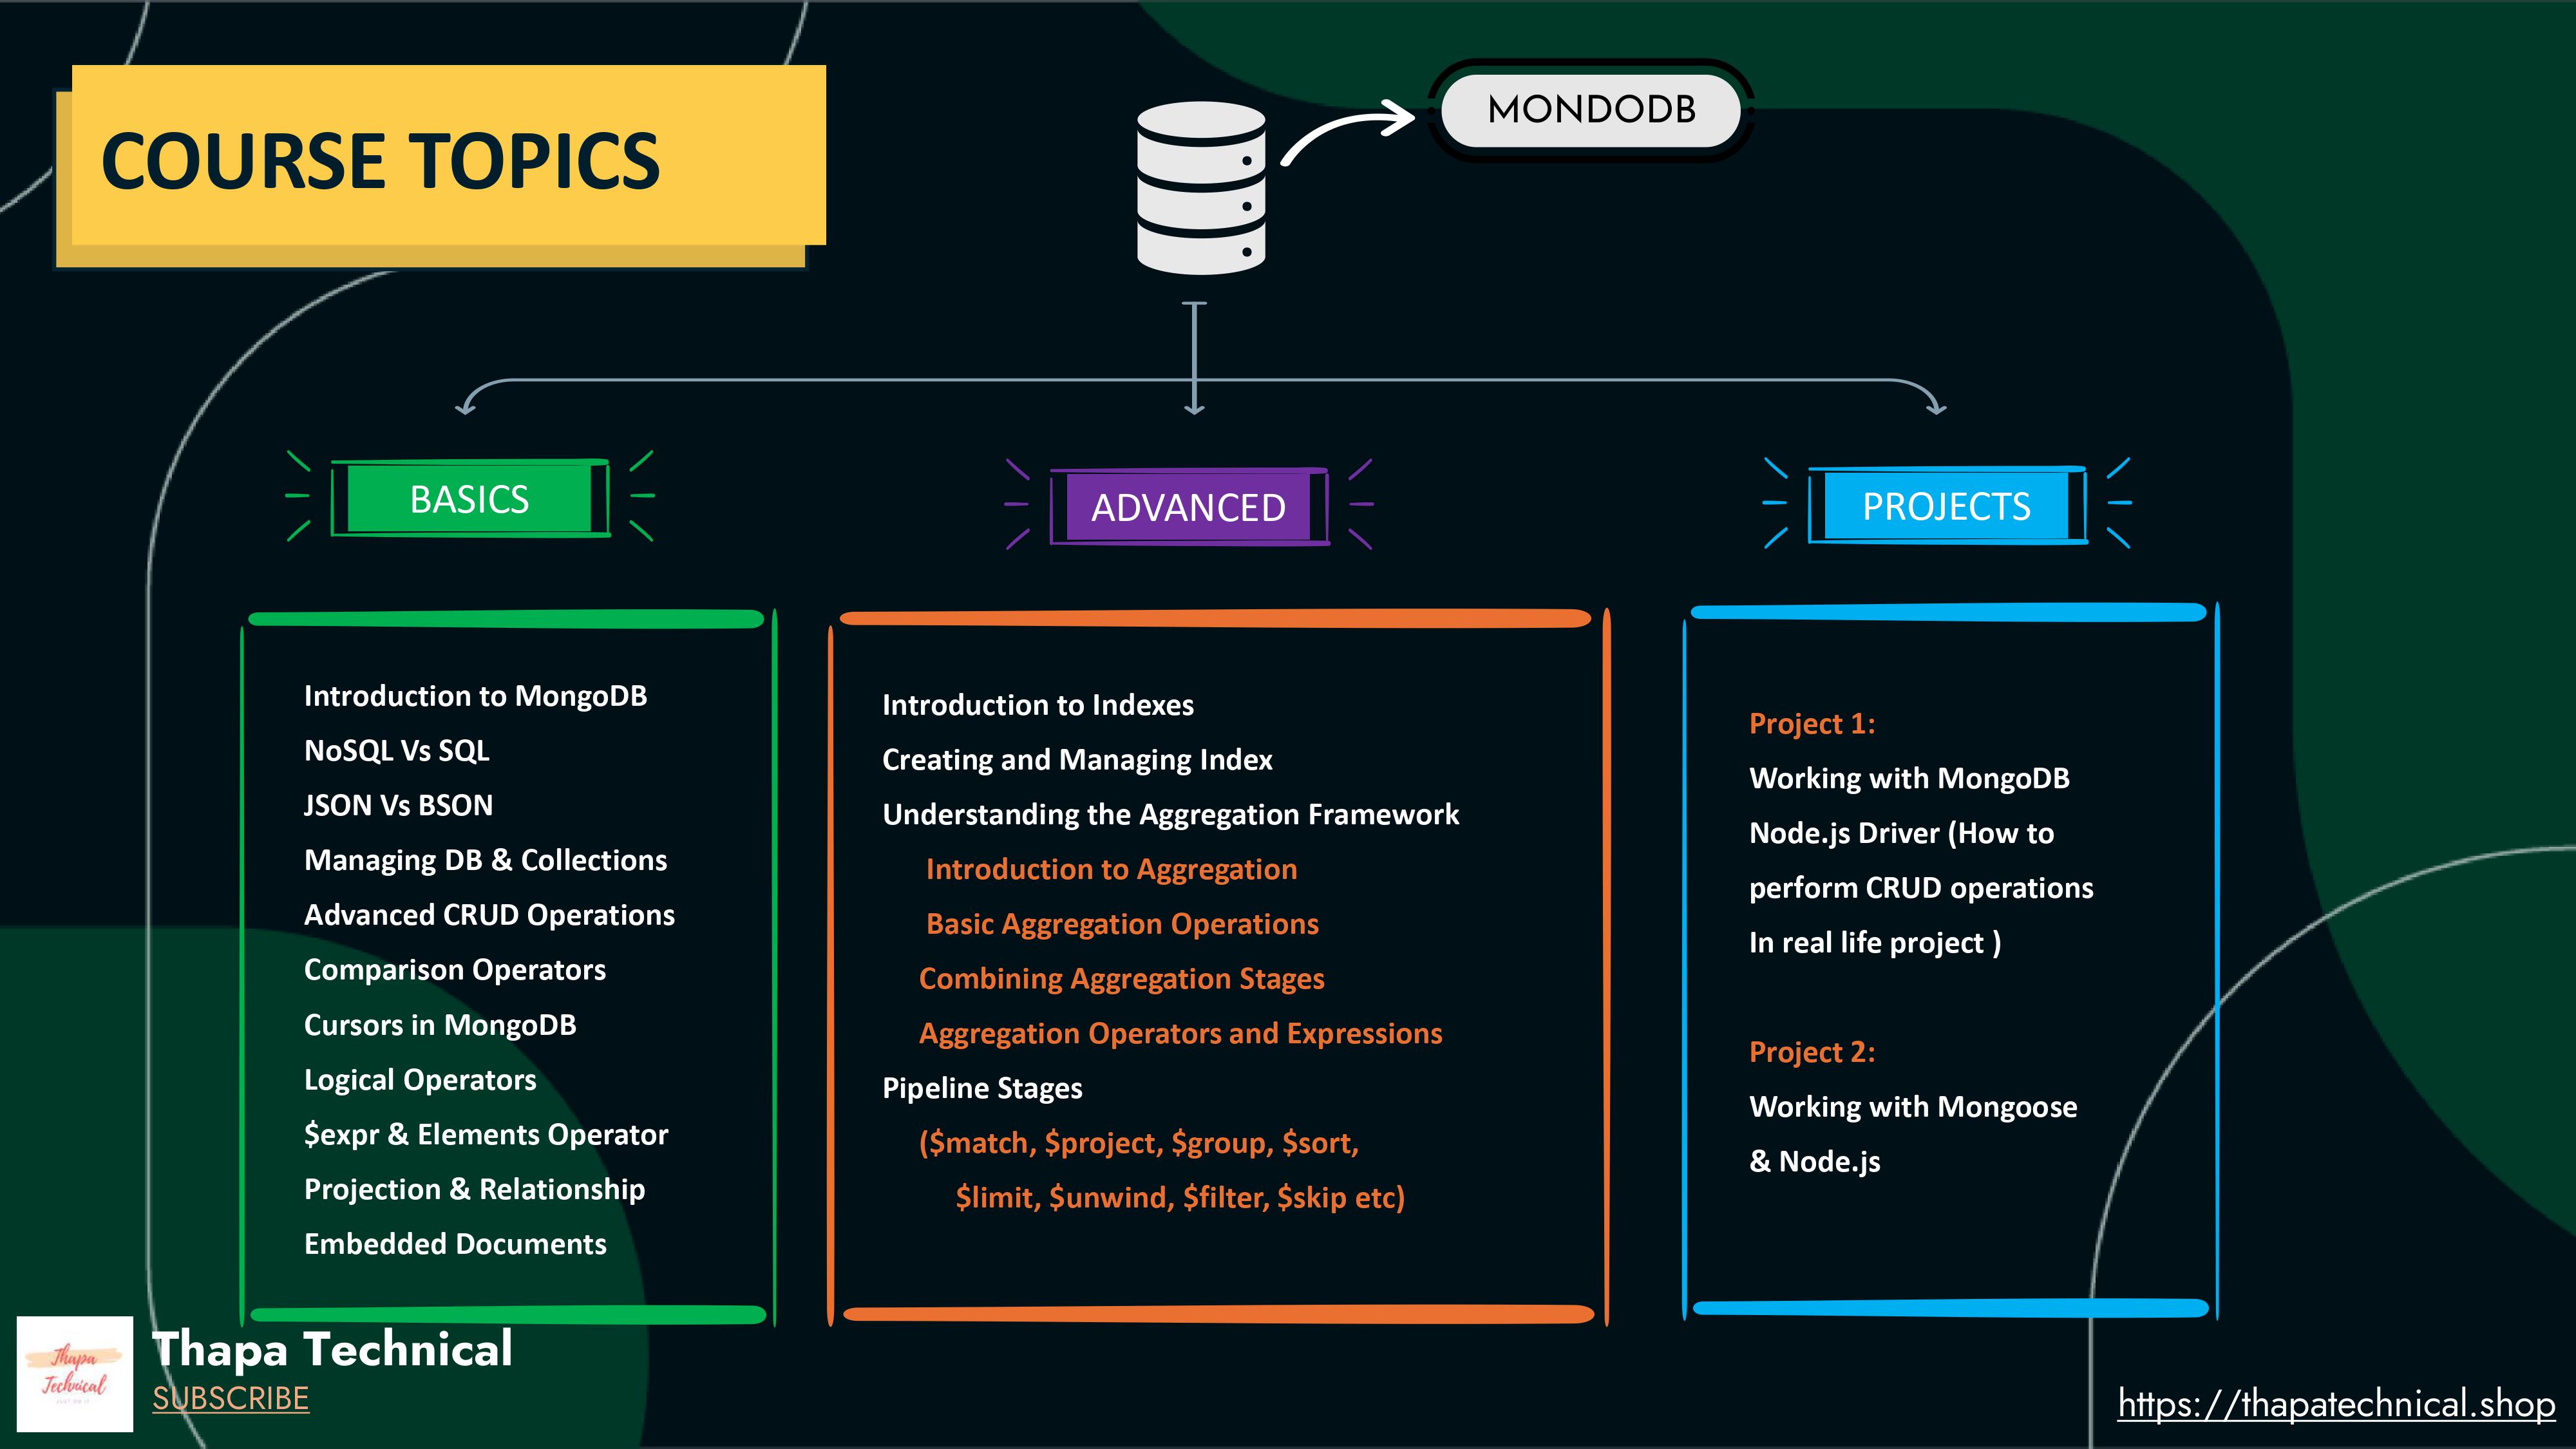 COURSE TOPICS
MONDODB
BASICS
Introduction to MongoDB
NoSQL Vs SQL
JSON Vs BSON
Managing DB & Collections
Advanced CRUD Operations
Comparison Operators
Cursors in MongoDB
Logical Operators
$expr & Elements Operator
Projection & Relationship
Embedded Documents
ADVANCED
Introduction to Indexes
Creating and Managing Index
Understanding the Aggregation Framework
Introduction to Aggregation
Basic Aggregation Operations
Combining Aggregation Stages
Aggregation Operators and Expressions
Pipeline Stages
($match, $project, $group, $sort,
$limit, $unwind, $filter, $skip etc)
PROJECTS
Project 1:
Working with MongoDB
Node.js Driver (How to
perform CRUD operations
In real life project )
Project 2:
Working with Mongoose
& Node.js
Thapa
Technical
Thapa Technical
SUBSCRIBE
https://thapatechnical.shop